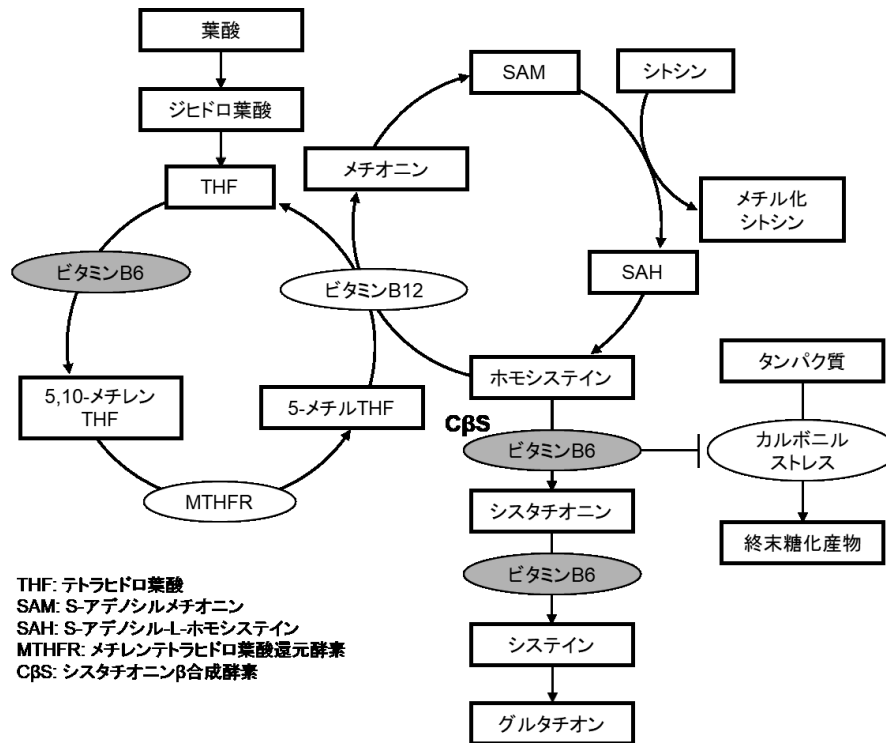 葉酸
ジヒドロ葉酸
THF
ビタミンB6
5,10-メチレン
THF
MTHFR
5-メチルTHF
ビタミンB12
メチオニン
SAM
シトシン
メチル化
シトシン
SAH
ホモシステイン
CβS
ビタミンB6
シスタチオニン
ビタミンB6
システイン
グルタチオン
タンパク質
カルボニル
ストレス
終末糖化産物
THF: テトラヒドロ葉酸
SAM: S-アデノシルメチオニン
SAH: S-アデノシル-L-ホモシステイン
MTHFR: メチレンテトラヒドロ葉酸還元酵素
CβS: シスタチオニンβ合成酵素